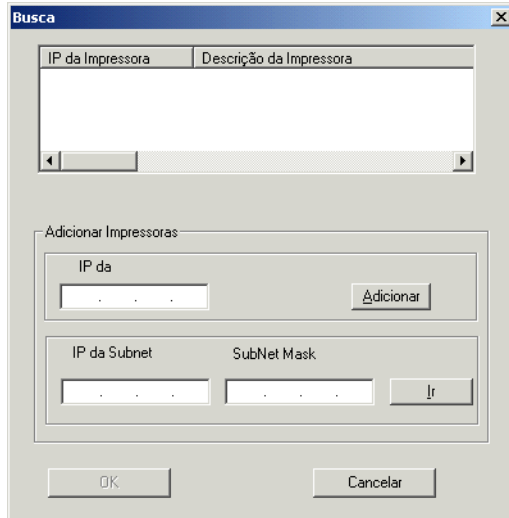 Busca
IP da Impressora Descrição da Impressora
Adicionar Impressoras
IP da
. . . Adicionar
IP da Subnet SubNet Mask
. . . . . . Ir
OK Cancelar